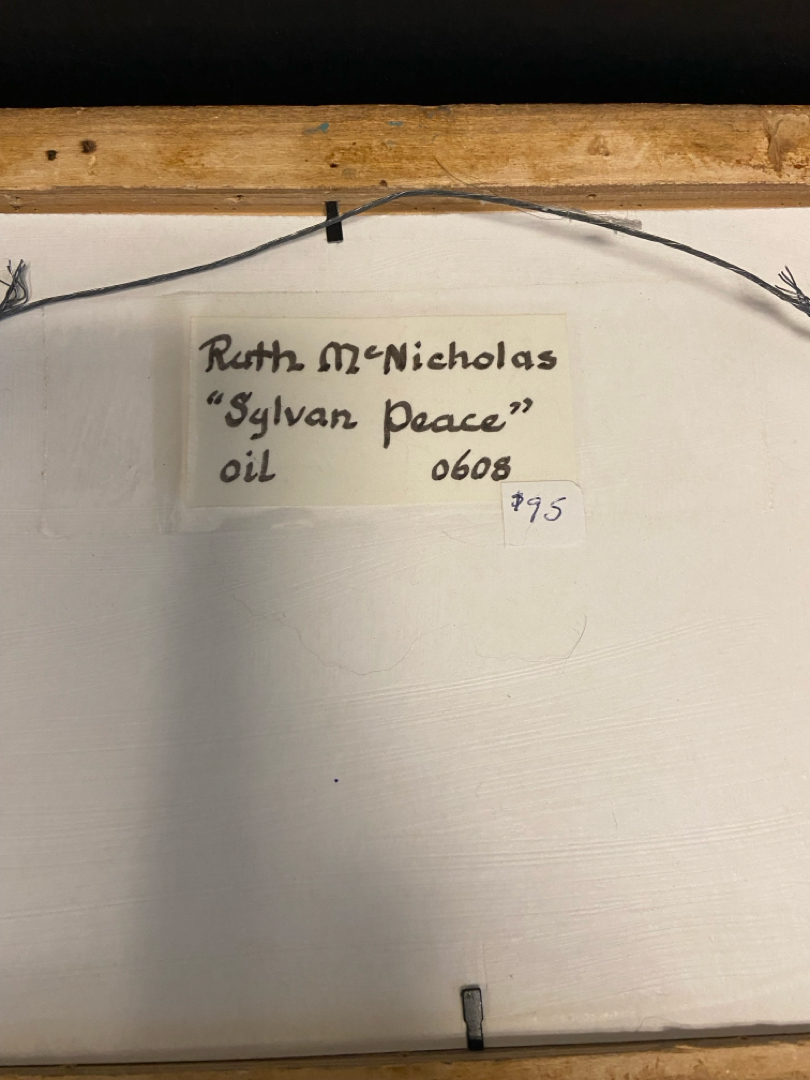 Ruth McNicholas
"Sylvan Peace"
oil 0608
$95